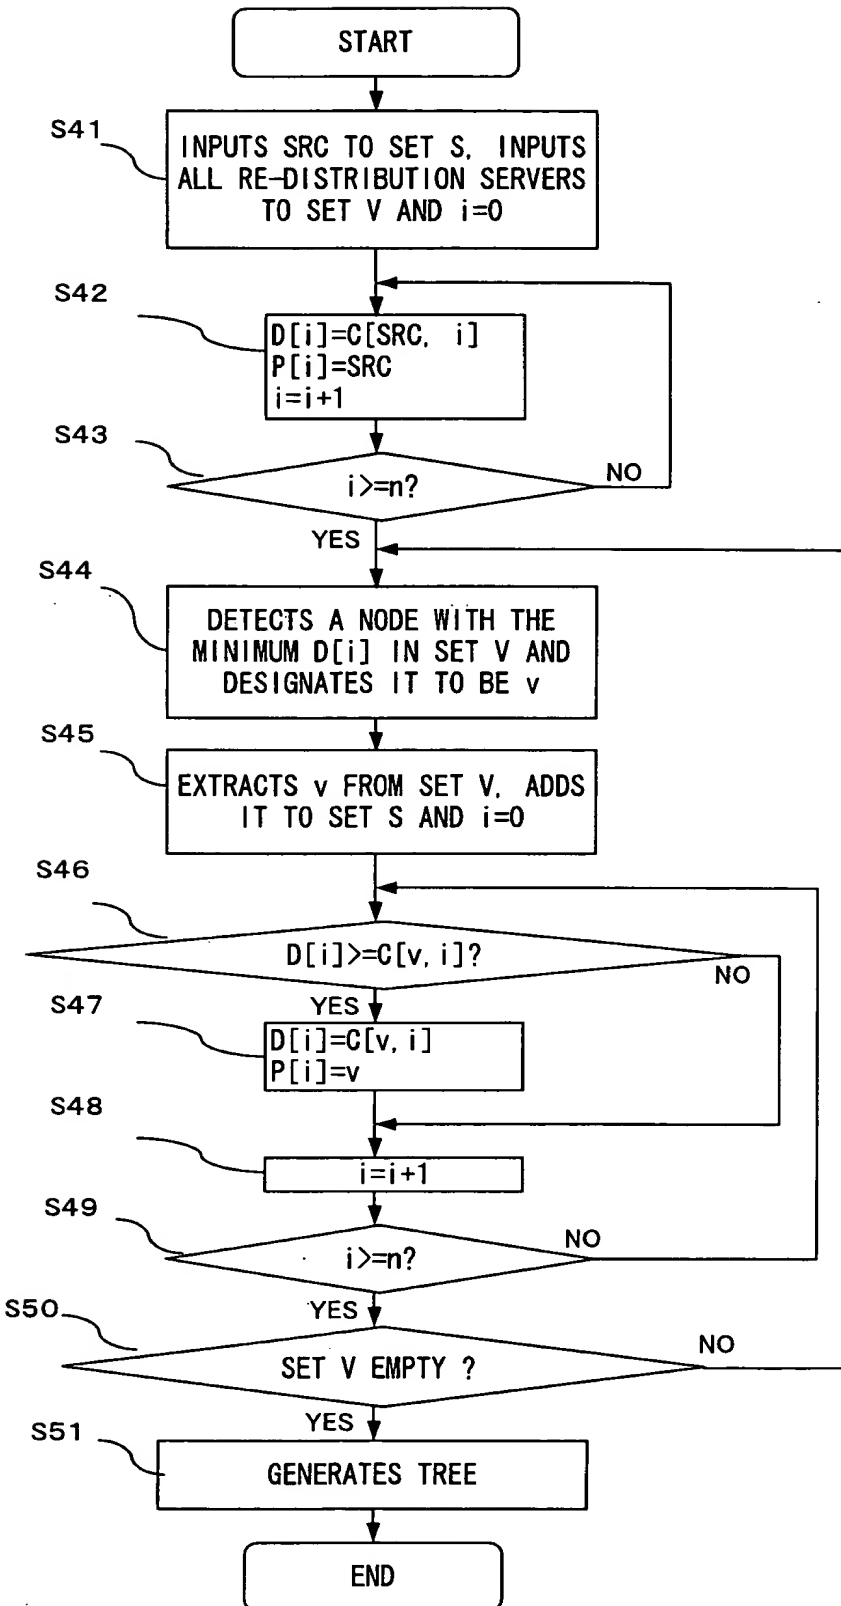 START
S41
INPUTS SRC TO SET S, INPUTS
ALL RE-DISTRIBUTION SERVERS
TO SET V AND i=0
S42
D[i]=C[SRC, i]
P[i]=SRC
i=i+1
S43
i>=n?
NO
YES
S44
DETECTS A NODE WITH THE
MINIMUM D[i] IN SET V AND
DESIGNATES IT TO BE v
S45
EXTRACTS v FROM SET V, ADDS
IT TO SET S AND i=0
S46
D[i]>=C[v, i]?
NO
YES
S47
D[i]=C[v, i]
P[i]=v
S48
i=i+1
S49
i>=n?
NO
YES
S50
SET V EMPTY ?
NO
YES
S51
GENERATES TREE
END